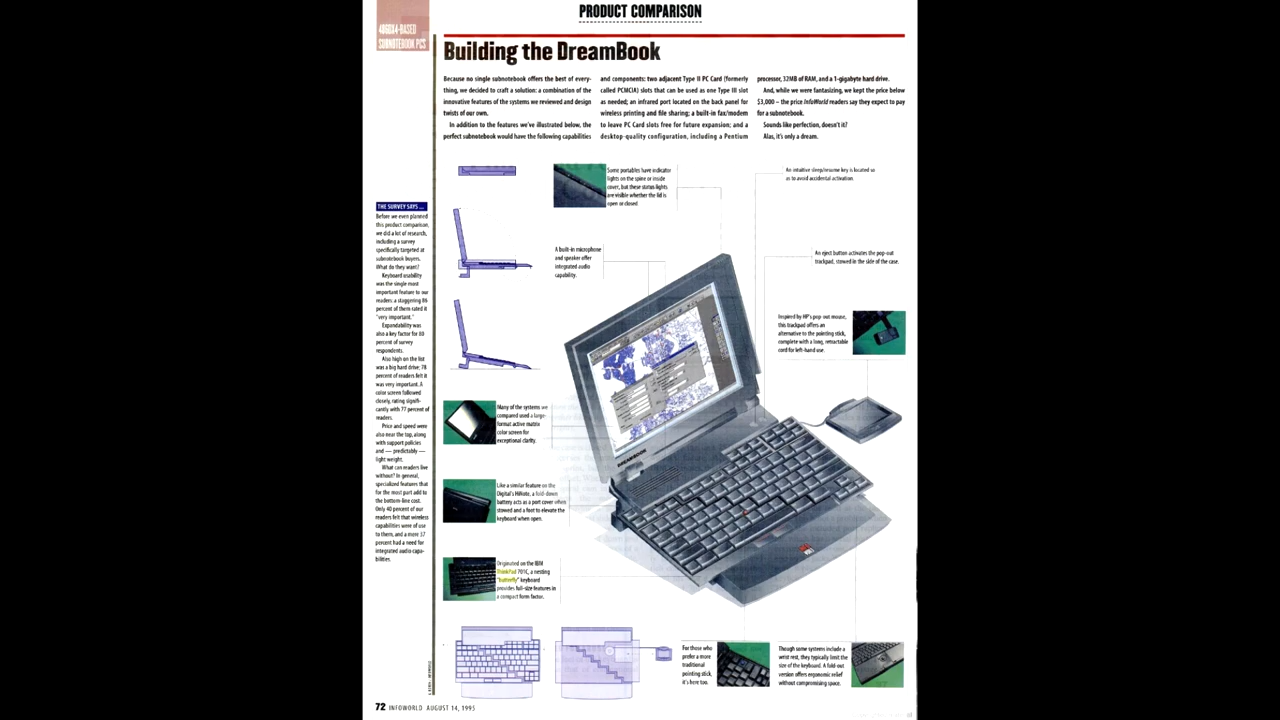 PRODUCT COMPARISON
486DX4-BASED
SUBNOTEBOOK PCS
Building the DreamBook
Because no single subnotebook offers the best of every-
thing, we decided to craft a solution: a combination of the
innovative features of the systems we reviewed and design
twists of our own.
In addition to the features we've illustrated below, the
perfect subnotebook would have the following capabilities
and components: two adjacent Type II PC Card (formerly
called PCMCIA) slots that can be used as one Type III slot
as needed; an infrared port located on the back panel for
wireless printing and file sharing; a built-in fax/modem
to leave PC Card slots free for future expansion; and a
desktop-quality configuration, including a Pentium
processor, 32MB of RAM, and a 1-gigabyte hard drive.
And, while we were fantasizing, we kept the price below
$3,000 – the price InfoWorld readers say they expect to pay
for a subnotebook.
Sounds like perfection, doesn't it?
Alas, it's only a dream.
THE SURVEY SAYS ...
Before we even planned
this product comparison,
we did a lot of research,
including a survey
specifically targeted at
subnotebook buyers.
What do they want?
Keyboard usability
was the single most
important feature to our
readers: a staggering 86
percent of them rated it
"very important."
Expandability was
also a key factor for 80
percent of survey
respondents.
Also high on the list
was a big hard drive; 78
percent of readers felt it
was very important. A
color screen followed
closely, rating signifi-
cantly with 77 percent of
readers.
Price and speed were
also near the top, along
with support policies
and — predictably —
light weight.
What can readers live
without? In general,
specialized features that
for the most part add to
the bottom-line cost.
Only 40 percent of our
readers felt that wireless
capabilities were of use
to them, and a mere 37
percent had a need for
integrated audio capa-
bilities.
Some portables have indicator
lights on the spine or inside
cover, but these status lights
are visible whether the lid is
open or closed
An intuitive sleep/resume key is located so
as to avoid accidental activation
A built-in microphone
and speaker offer
integrated audio
capability.
An eject button activates the pop-out
trackpad, stowed in the side of the case.
Inspired by HP's pop-out mouse,
this trackpad offers an
alternative to the pointing stick,
complete with a long, retractable
cord for left-hand use.
Many of the systems we
compared used a large-
format active matrix
color screen for
exceptional clarity.
DREAMBOOK
Like a similar feature on the
Digital's HiNote, a fold-down
battery acts as a port cover when
stowed and a foot to elevate the
keyboard when open.
Originated on the IBM
ThinkPad 701C, a nesting
"butterfly" keyboard
provides full-size features in
a compact form factor.
For those who
prefer a more
traditional
pointing stick,
it's here too.
Though some systems include a
wrist rest, they typically limit the
size of the keyboard. A fold-out
version offers ergonomic relief
without compromising space.
72 INFOWORLD AUGUST 14, 1995